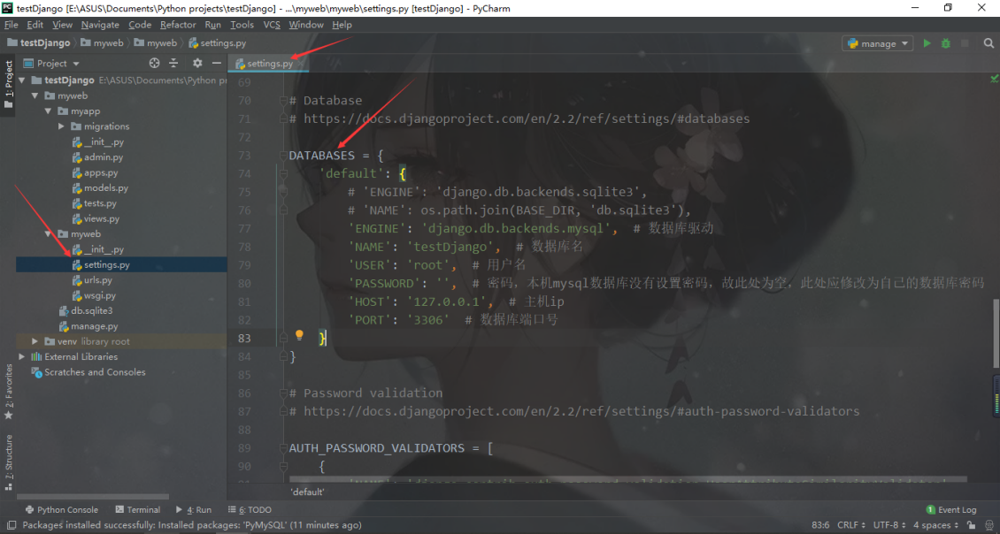 testDjango [E:\ASUS\Documents\Python projects\testDjango] - ...\myweb\myweb\settings.py [testDjango] - PyCharm
File Edit View Navigate Code Refactor Run Tools VCS Window Help
testDjango myweb myweb settings.py manage
1: Project
Project
settings.py
testDjango E:\ASUS\Documents\Python pr
myweb
myapp
migrations
__init__.py
admin.py
apps.py
models.py
tests.py
views.py
myweb
__init__.py
settings.py
urls.py
wsgi.py
db.sqlite3
manage.py
venv library root
External Libraries
Scratches and Consoles
2: Favorites
7: Structure
69
70 # Database
71 # https://docs.djangoproject.com/en/2.2/ref/settings/#databases
72
73 DATABASES = {
74 'default': {
75 # 'ENGINE': 'django.db.backends.sqlite3',
76 # 'NAME': os.path.join(BASE_DIR, 'db.sqlite3'),
77 'ENGINE': 'django.db.backends.mysql', # 数据库驱动
78 'NAME': 'testDjango', # 数据库名
79 'USER': 'root', # 用户名
80 'PASSWORD': '', # 密码，本机mysql数据库没有设置密码，故此处为空，此处应修改为自己的数据库密码
81 'HOST': '127.0.0.1', # 主机ip
82 'PORT': '3306' # 数据库端口号
83 }
84 }
85
86 # Password validation
87 # https://docs.djangoproject.com/en/2.2/ref/settings/#auth-password-validators
88
89 AUTH_PASSWORD_VALIDATORS = [
90 {
'default'
Python Console Terminal 4: Run 6: TODO 1 Event Log
Packages installed successfully: Installed packages: 'PyMySQL' (11 minutes ago) 83:6 CRLF UTF-8 4 spaces